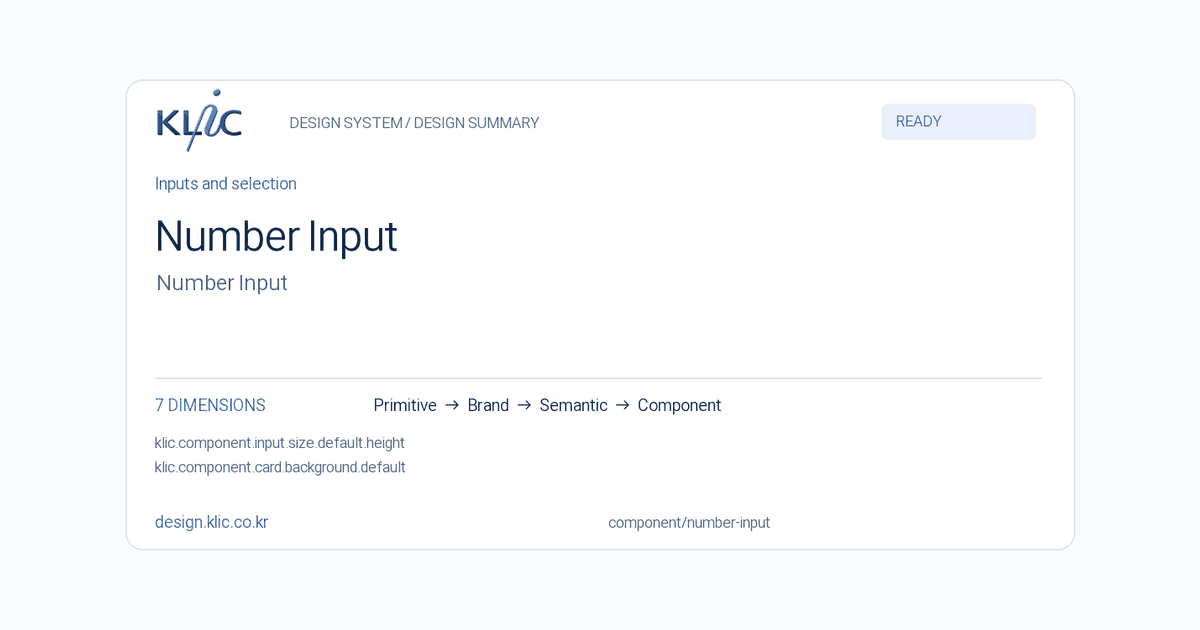 KLiC
DESIGN SYSTEM / DESIGN SUMMARY
READY
Inputs and selection
Number Input
Number Input
7 DIMENSIONS
Primitive → Brand → Semantic → Component
klic.component.input.size.default.height
klic.component.card.background.default
design.klic.co.kr
component/number-input